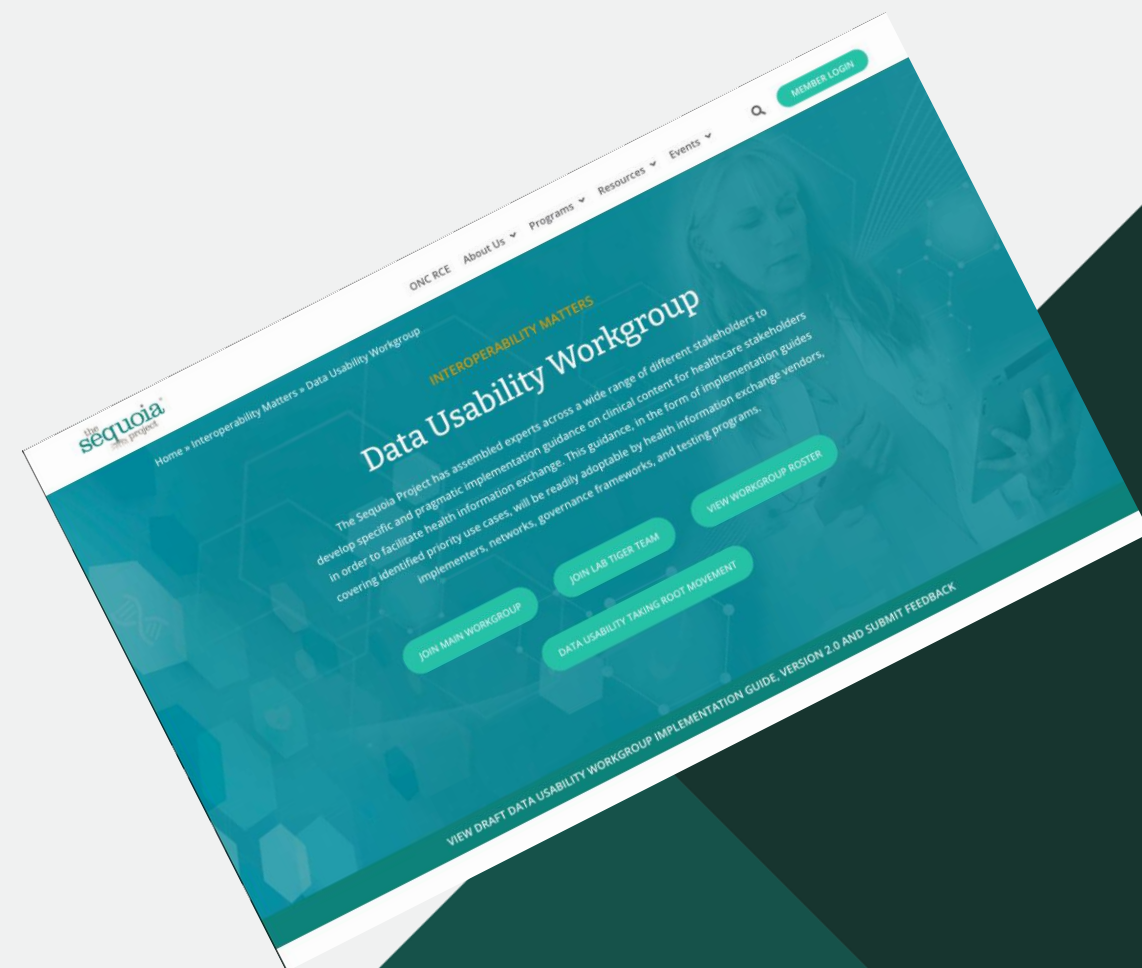 the
sequoia
project
ONC RCE
About Us
Programs
Resources
Events
MEMBER LOGIN
Home » Interoperability Matters » Data Usability Workgroup
INTEROPERABILITY MATTERS
Data Usability Workgroup
The Sequoia Project has assembled experts across a wide range of different stakeholders to
develop specific and pragmatic implementation guidance on clinical content for healthcare stakeholders
in order to facilitate health information exchange. This guidance, in the form of implementation guides
covering identified priority use cases, will be readily adoptable by health information exchange vendors,
implementers, networks, governance frameworks, and testing programs.
JOIN MAIN WORKGROUP
JOIN LAB TIGER TEAM
VIEW WORKGROUP ROSTER
DATA USABILITY TAKING ROOT MOVEMENT
VIEW DRAFT DATA USABILITY WORKGROUP IMPLEMENTATION GUIDE, VERSION 2.0 AND SUBMIT FEEDBACK